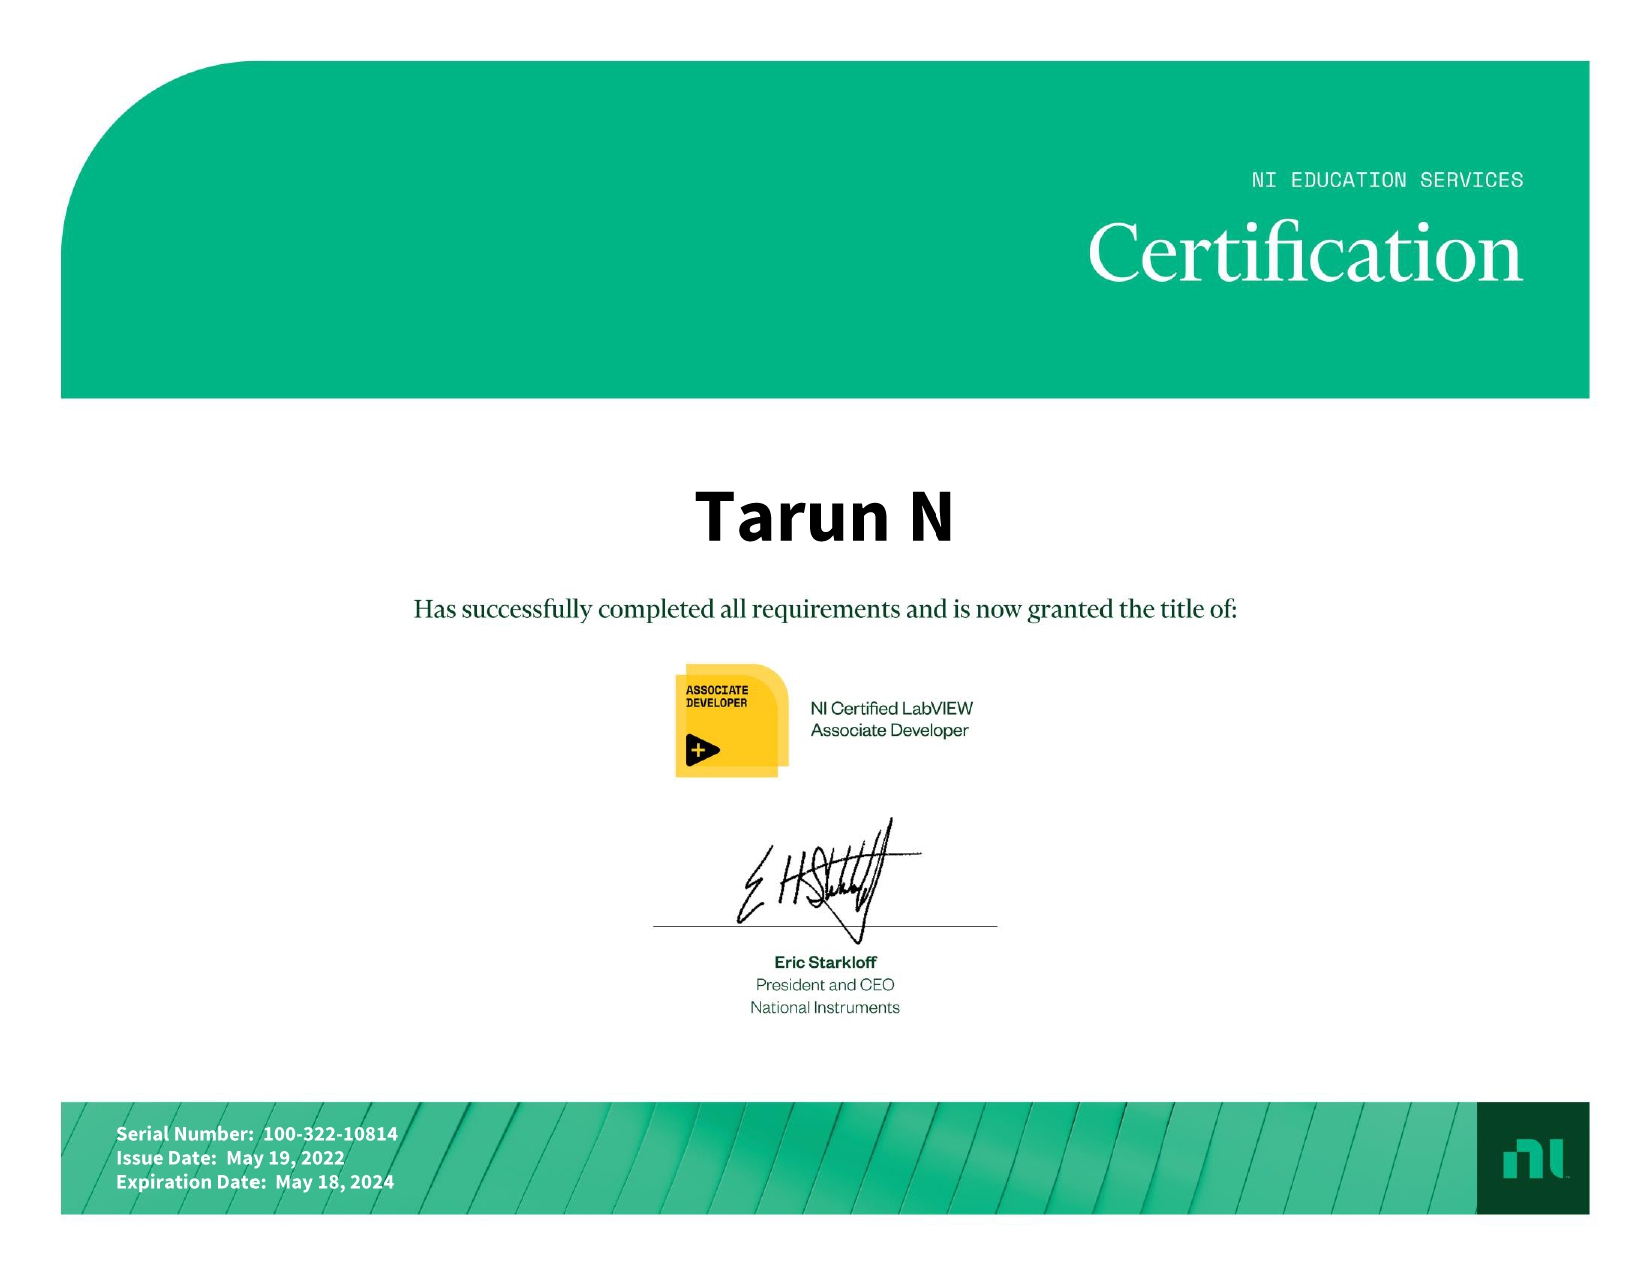 NI EDUCATION SERVICES
Certification
Tarun N
Has successfully completed all requirements and is now granted the title of:
ASSOCIATE
DEVELOPER
NI Certified LabVIEW
Associate Developer
E H Starkloff
Eric Starkloff
President and CEO
National Instruments
Serial Number: 100-322-10814
Issue Date: May 19, 2022
Expiration Date: May 18, 2024
ni